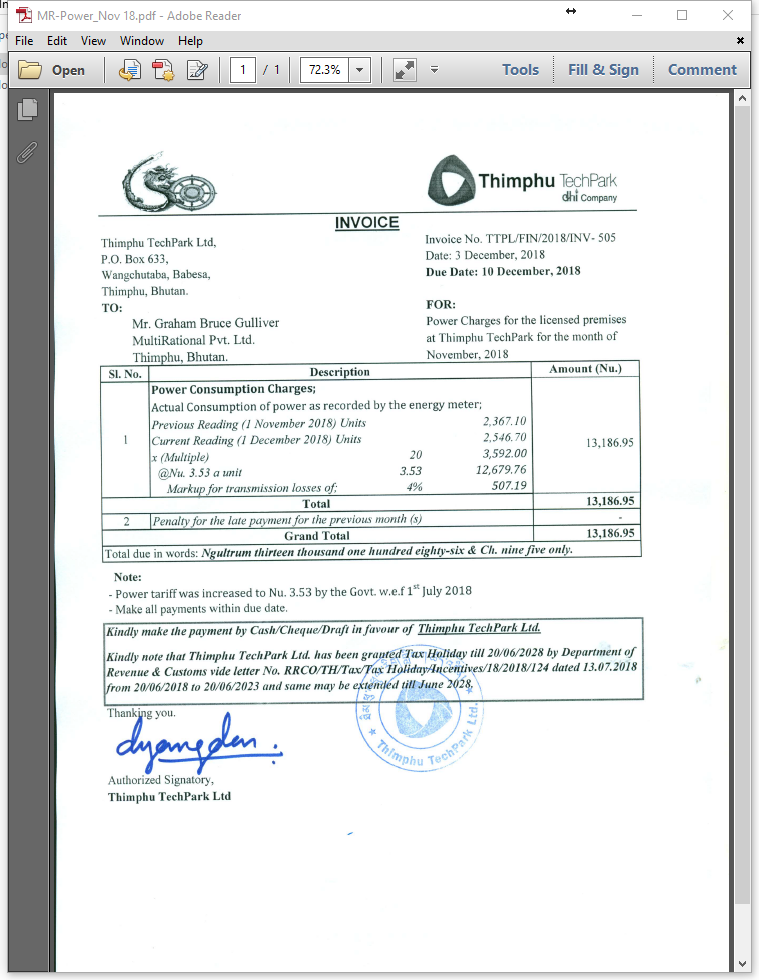 MR-Power_Nov 18.pdf - Adobe Reader
File Edit View Window Help
Open 1 / 1 72.3% Tools Fill & Sign Comment
Thimphu TechPark
dhi Company
INVOICE
Thimphu TechPark Ltd,
P.O. Box 633,
Wangchutaba, Babesa,
Thimphu, Bhutan.
Invoice No. TTPL/FIN/2018/INV- 505
Date: 3 December, 2018
Due Date: 10 December, 2018
TO:
Mr. Graham Bruce Gulliver
MultiRational Pvt. Ltd.
Thimphu, Bhutan.
FOR:
Power Charges for the licensed premises
at Thimphu TechPark for the month of
November, 2018
Sl. No. Description Amount (Nu.)
Power Consumption Charges;
Actual Consumption of power as recorded by the energy meter;
Previous Reading (1 November 2018) Units 2,367.10
1 Current Reading (1 December 2018) Units 2,546.70 13,186.95
x (Multiple) 20 3,592.00
@Nu. 3.53 a unit 3.53 12,679.76
Markup for transmission losses of; 4% 507.19
Total 13,186.95
2 Penalty for the late payment for the previous month (s) -
Grand Total 13,186.95
Total due in words: Ngultrum thirteen thousand one hundred eighty-six & Ch. nine five only.
Note:
- Power tariff was increased to Nu. 3.53 by the Govt. w.e.f 1st July 2018
- Make all payments within due date.
Kindly make the payment by Cash/Cheque/Draft in favour of Thimphu TechPark Ltd.
Kindly note that Thimphu TechPark Ltd. has been granted Tax Holiday till 20/06/2028 by Department of
Revenue & Customs vide letter No. RRCO/TH/Tax/Tax Holiday/Incentives/18/2018/124 dated 13.07.2018
from 20/06/2018 to 20/06/2023 and same may be extended till June 2028.
Thanking you.
Thimphu TechPark Ltd.
Authorized Signatory,
Thimphu TechPark Ltd